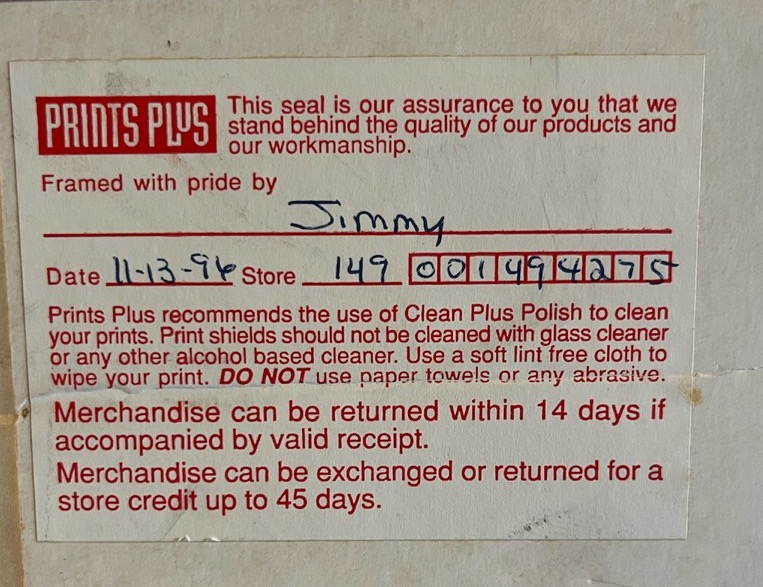 PRINTS PLUS
This seal is our assurance to you that we
stand behind the quality of our products and
our workmanship.
Framed with pride by
Jimmy
Date 11-13-96 Store 149 001494275
Prints Plus recommends the use of Clean Plus Polish to clean
your prints. Print shields should not be cleaned with glass cleaner
or any other alcohol based cleaner. Use a soft lint free cloth to
wipe your print. DO NOT use paper towels or any abrasive.
Merchandise can be returned within 14 days if
accompanied by valid receipt.
Merchandise can be exchanged or returned for a
store credit up to 45 days.